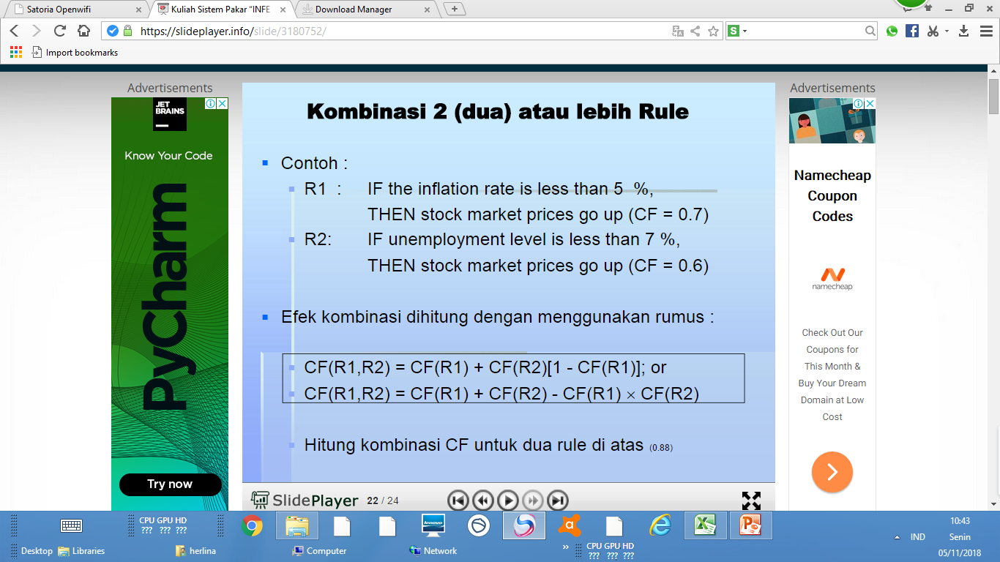 Satoria Openwifi
Kuliah Sistem Pakar "INFE
Download Manager
https://slideplayer.info/slide/3180752/
S
Import bookmarks
Advertisements
JET
BRAINS
Know Your Code
PyCharm
Try now
Kombinasi 2 (dua) atau lebih Rule
Contoh :
R1 : IF the inflation rate is less than 5 %,
THEN stock market prices go up (CF = 0.7)
R2: IF unemployment level is less than 7 %,
THEN stock market prices go up (CF = 0.6)
Efek kombinasi dihitung dengan menggunakan rumus :
CF(R1,R2) = CF(R1) + CF(R2)[1 - CF(R1)]; or
CF(R1,R2) = CF(R1) + CF(R2) - CF(R1) × CF(R2)
Hitung kombinasi CF untuk dua rule di atas (0.88)
SlidePlayer 22 / 24
Advertisements
Namecheap
Coupon
Codes
namecheap
Check Out Our
Coupons for
This Month &
Buy Your Dream
Domain at Low
Cost
CPU GPU HD
??? ??? ???
lenovo
10:43
Desktop Libraries herlina Computer Network » CPU GPU HD
??? ??? ???
IND Senin
05/11/2018